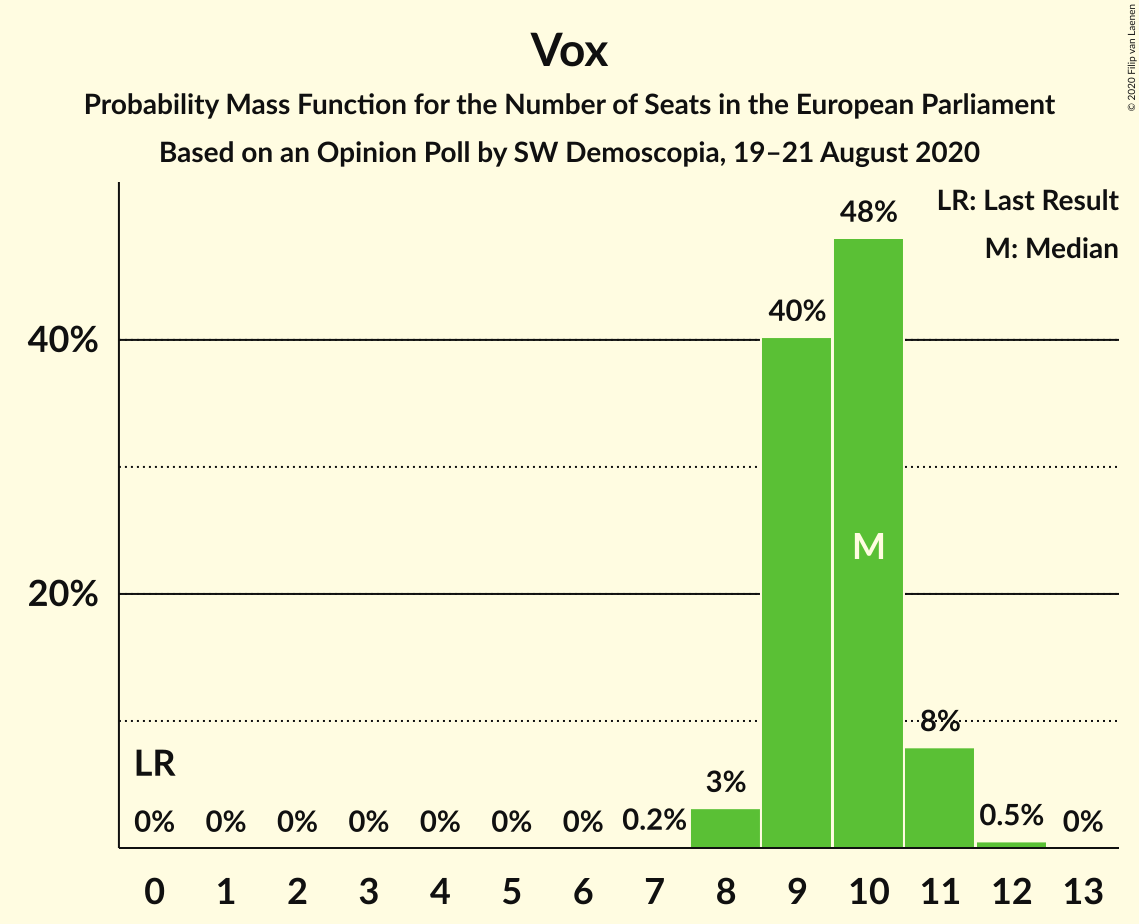 Vox
Probability Mass Function for the Number of Seats in the European Parliament
Based on an Opinion Poll by SW Demoscopia, 19–21 August 2020
© 2020 Filip van Laenen
LR: Last Result
M: Median
48%
40%
40%
M
20%
8%
LR
3%
0% 0% 0% 0% 0% 0% 0% 0.2% 0.5% 0%
0 1 2 3 4 5 6 7 8 9 10 11 12 13